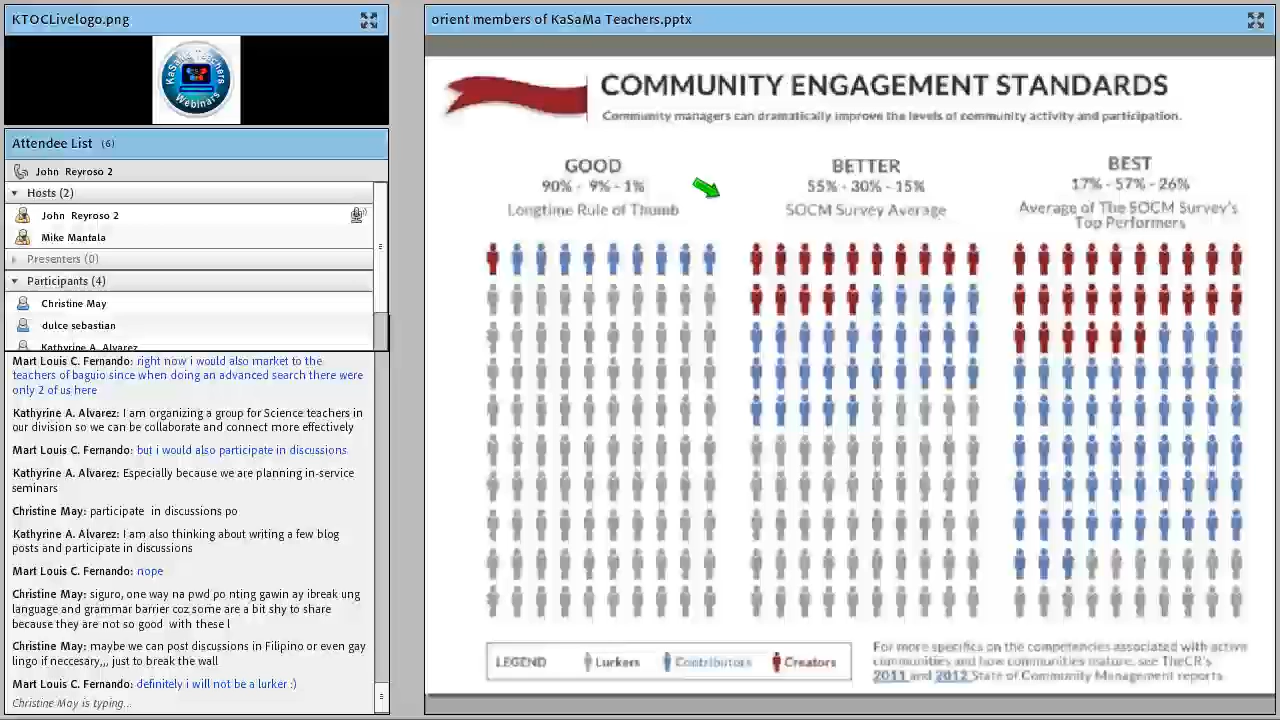 KTOCLivelogo.png
KaSaMa Teachers
Webinars
Attendee List (6)
John Reyroso 2
Hosts (2)
John Reyroso 2
Mike Mantala
Presenters (0)
Participants (4)
Christine May
dulce sebastian
Kathyrine A. Alvarez
Mart Louis C. Fernando: right now i would also market to the
teachers of baguio since when doing an advanced search there were
only 2 of us here
Kathyrine A. Alvarez: I am organizing a group for Science teachers in
our division so we can be collaborate and connect more effectively
Mart Louis C. Fernando: but i would also participate in discussions
Kathyrine A. Alvarez: Especially because we are planning in-service
seminars
Christine May: participate in discussions po
Kathyrine A. Alvarez: I am also thinking about writing a few blog
posts and participate in discussions
Mart Louis C. Fernando: nope
Christine May: siguro, one way na pwd po nting gawin ay ibreak ung
language and grammar barrier coz some are a bit shy to share
because they are not so good with these l
Christine May: maybe we can post discussions in Filipino or even gay
lingo if neccesary,,, just to break the wall
Mart Louis C. Fernando: definitely i will not be a lurker :)
Christine May is typing...
orient members of KaSaMa Teachers.pptx
COMMUNITY ENGAGEMENT STANDARDS
Community managers can dramatically improve the levels of community activity and participation.
GOOD
90% - 9% - 1%
Longtime Rule of Thumb
BETTER
55% - 30% - 15%
SOCM Survey Average
BEST
17% - 57% - 26%
Average of The SOCM Survey's
Top Performers
LEGEND Lurkers Contributors Creators
For more specifics on the competencies associated with active
communities and how communities mature, see TheCR's
2011 and 2012 State of Community Management reports.